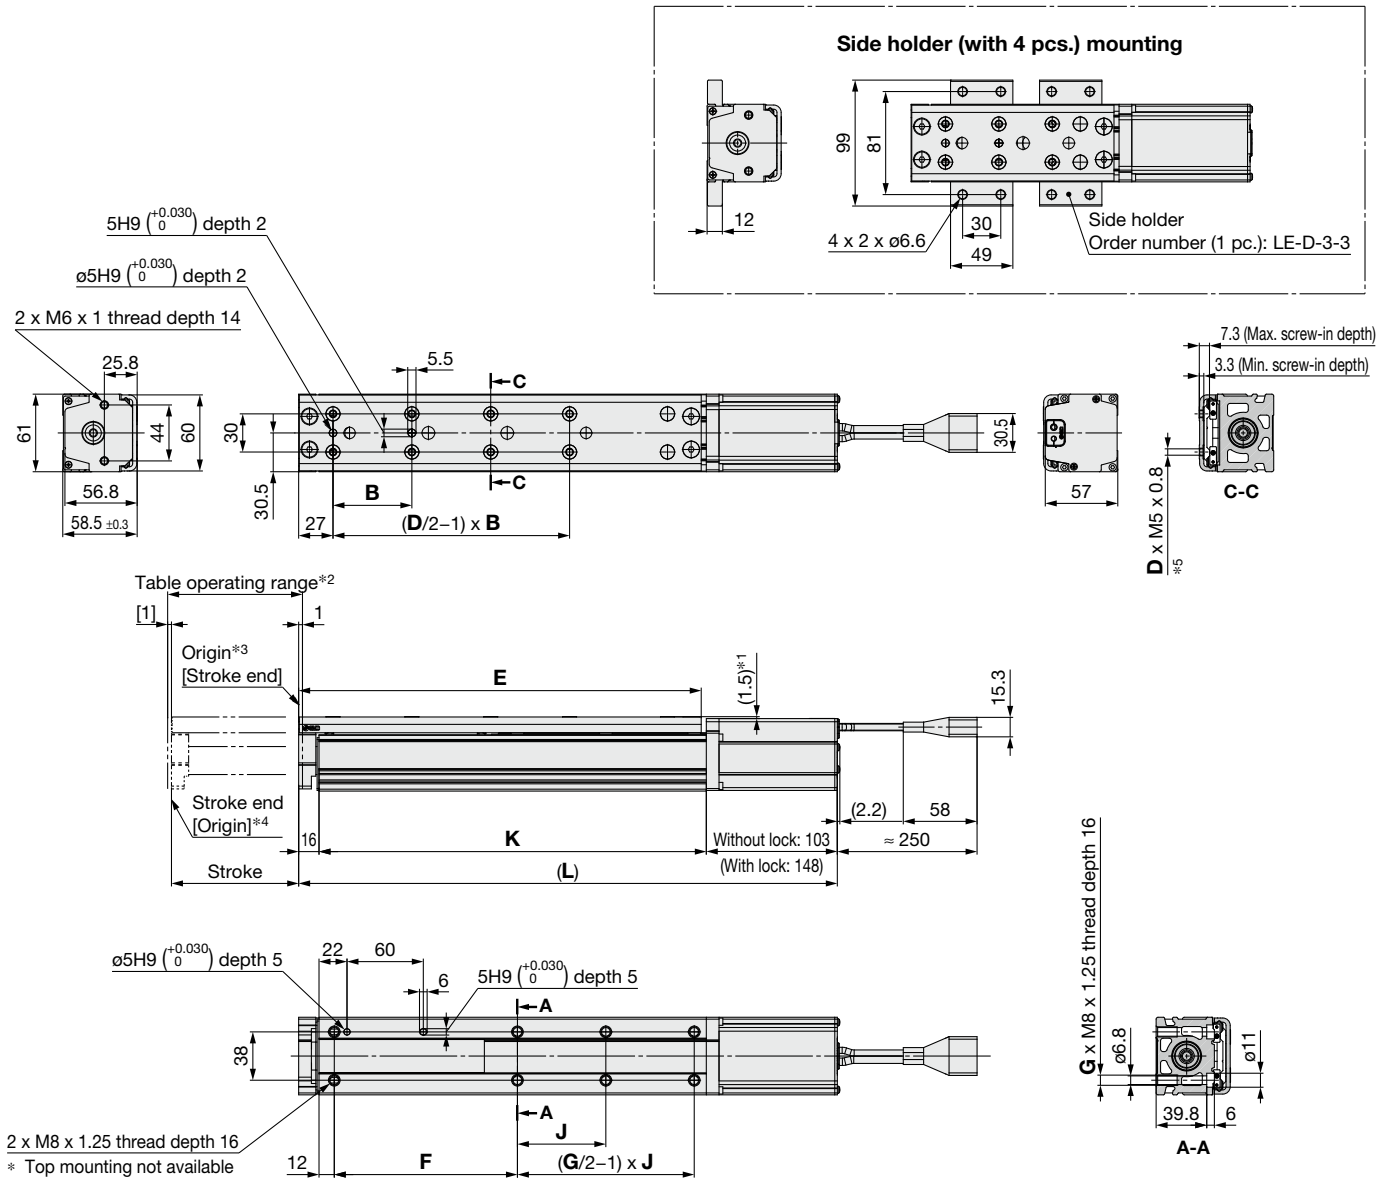 Side holder (with 4 pcs.) mounting
99
81
12
30
49
4 x 2 x ø6.6
Side holder
Order number (1 pc.): LE-D-3-3
5H9 (+0.030 0) depth 2
ø5H9 (+0.030 0) depth 2
2 x M6 x 1 thread depth 14
25.8
61
44
60
56.8
58.5 ±0.3
5.5
C
30
30.5
C
B
27
(D/2–1) x B
30.5
57
7.3 (Max. screw-in depth)
3.3 (Min. screw-in depth)
C-C
D x M5 x 0.8
*5
Table operating range*2
[1]
1
Origin*3
[Stroke end]
E
(1.5)*1
15.3
Stroke end
[Origin]*4
16
K
Without lock: 103
(With lock: 148)
(2.2)
58
≈ 250
Stroke
(L)
ø5H9 (+0.030 0) depth 5
22
60
6
5H9 (+0.030 0) depth 5
A
38
A
J
2 x M8 x 1.25 thread depth 16
* Top mounting not available
12
F
(G/2–1) x J
G x M8 x 1.25 thread depth 16
ø6.8
ø11
39.8
6
A-A